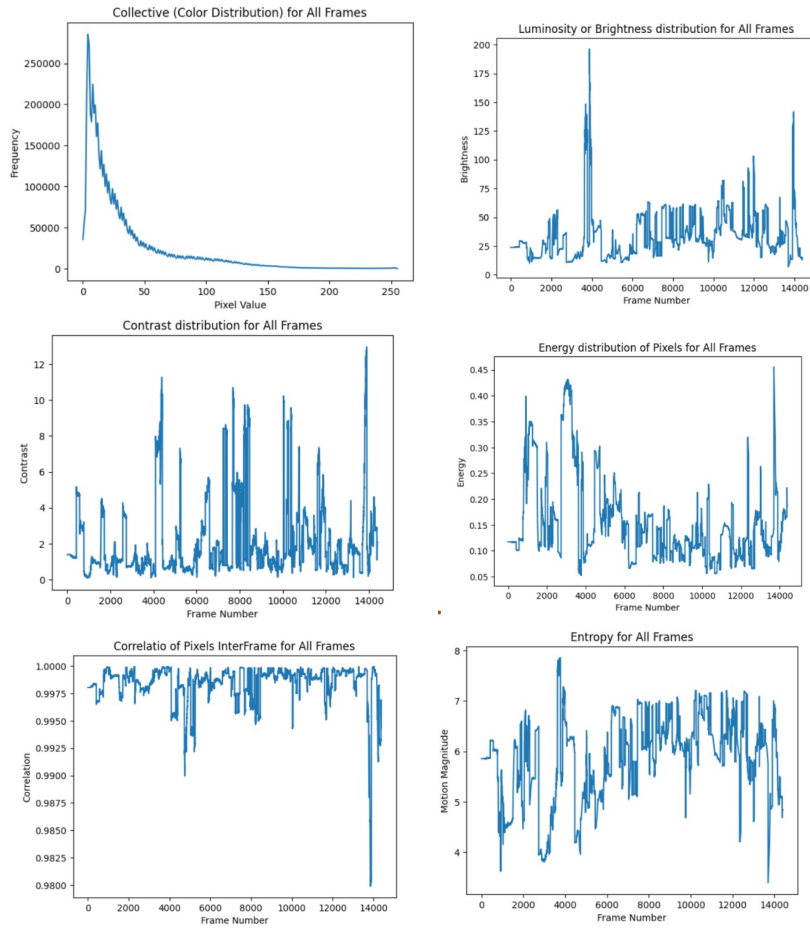 Collective (Color Distribution) for All Frames
250000
200000
150000
100000
50000
0
Frequency
0 50 100 150 200 250
Pixel Value
Luminosity or Brightness distribution for All Frames
200
175
150
125
100
75
50
25
0
Brightness
0 2000 4000 6000 8000 10000 12000 14000
Frame Number
Contrast distribution for All Frames
12
10
8
6
4
2
0
Contrast
0 2000 4000 6000 8000 10000 12000 14000
Frame Number
Energy distribution of Pixels for All Frames
0.45
0.40
0.35
0.30
0.25
0.20
0.15
0.10
0.05
Energy
0 2000 4000 6000 8000 10000 12000 14000
Frame Number
Correlatio of Pixels InterFrame for All Frames
1.0000
0.9975
0.9950
0.9925
0.9900
0.9875
0.9850
0.9825
0.9800
Correlation
0 2000 4000 6000 8000 10000 12000 14000
Frame Number
Entropy for All Frames
8
7
6
5
4
Motion Magnitude
0 2000 4000 6000 8000 10000 12000 14000
Frame Number